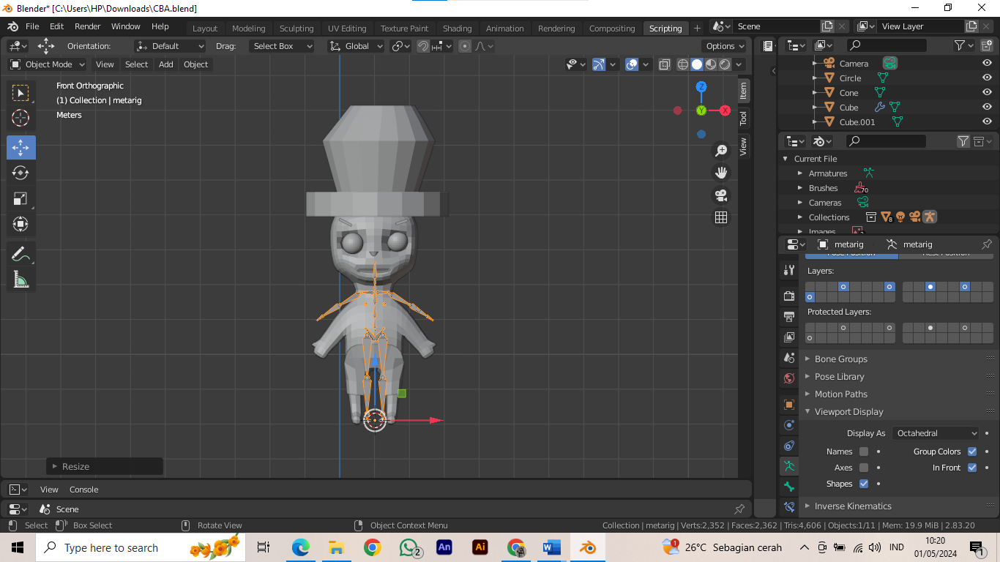 Blender* [C:\Users\HP\Downloads\CBA.blend]
File Edit Render Window Help
Layout Modeling Sculpting UV Editing Texture Paint Shading Animation Rendering Compositing Scripting
Scene
View Layer
Orientation: Default Drag: Select Box Global Options
Object Mode View Select Add Object
Front Orthographic
(1) Collection | metarig
Meters
Z
Y
X
Item
Tool
View
Resize
View Console
Scene
Camera
Circle
Cone
Cube
Cube.001
Current File
Armatures
Brushes 70
Cameras
Collections 8
Images
metarig metarig
Pose Position Rest Position
Layers:
Protected Layers:
Bone Groups
Pose Library
Motion Paths
Viewport Display
Display As Octahedral
Names Group Colors
Axes In Front
Shapes
Inverse Kinematics
Select Box Select Rotate View Object Context Menu
Collection | metarig | Verts:2,352 | Faces:2,362 | Tris:4,606 | Objects:1/11 | Mem: 19.9 MiB | 2.83.20
Type here to search
2
An
Ai
W
1
26°C Sebagian cerah
IND
10:20
01/05/2024
1